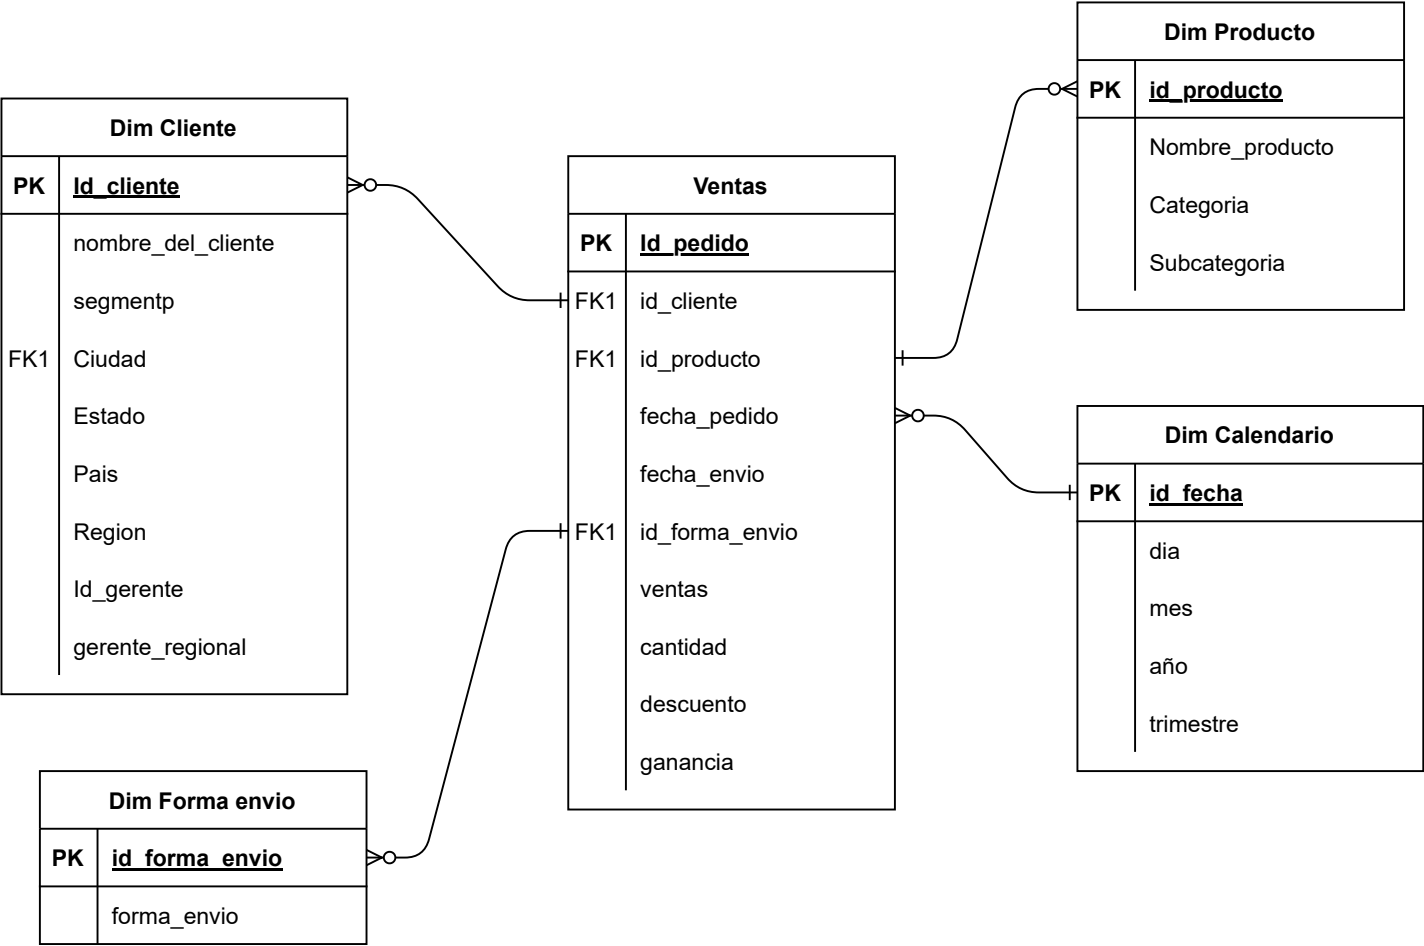 Dim Cliente
PK Id_cliente
nombre_del_cliente
segmentp
FK1 Ciudad
Estado
Pais
Region
Id_gerente
gerente_regional
Dim Forma envio
PK id_forma_envio
forma_envio
Ventas
PK Id_pedido
FK1 id_cliente
FK1 id_producto
fecha_pedido
fecha_envio
FK1 id_forma_envio
ventas
cantidad
descuento
ganancia
Dim Producto
PK id_producto
Nombre_producto
Categoria
Subcategoria
Dim Calendario
PK id_fecha
dia
mes
año
trimestre